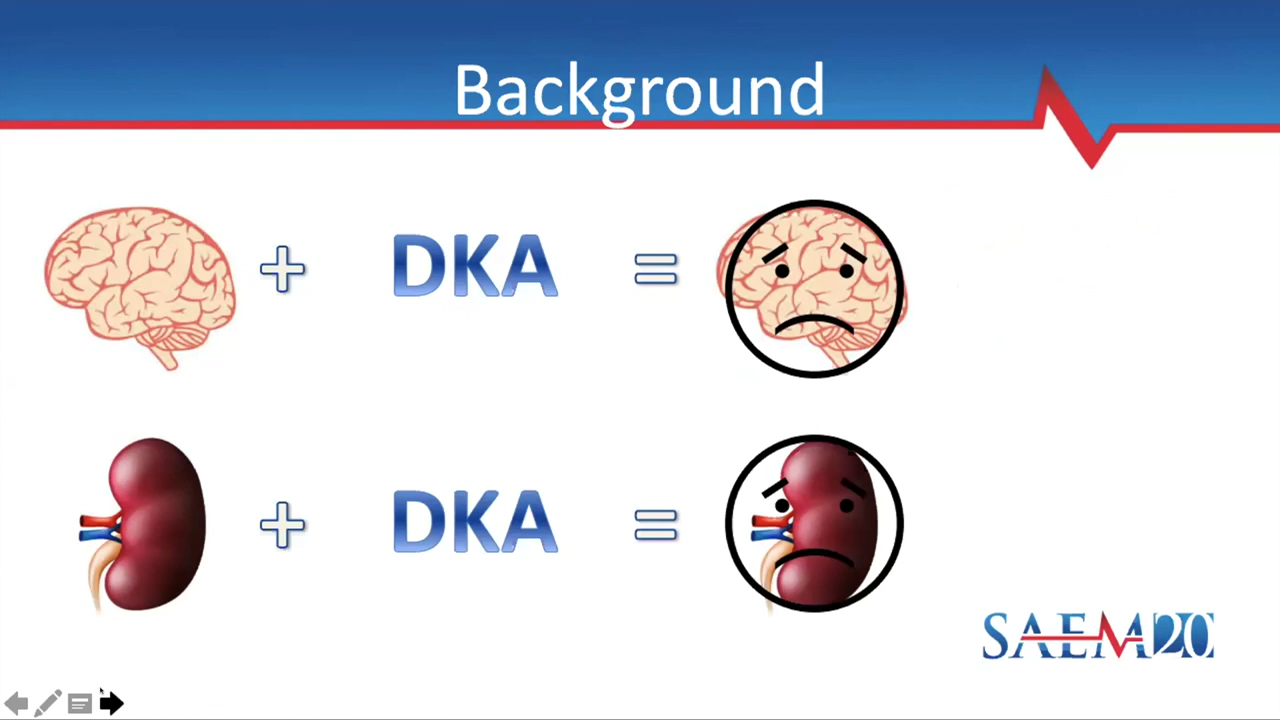 Background
+ DKA =
+ DKA =
SAEM20